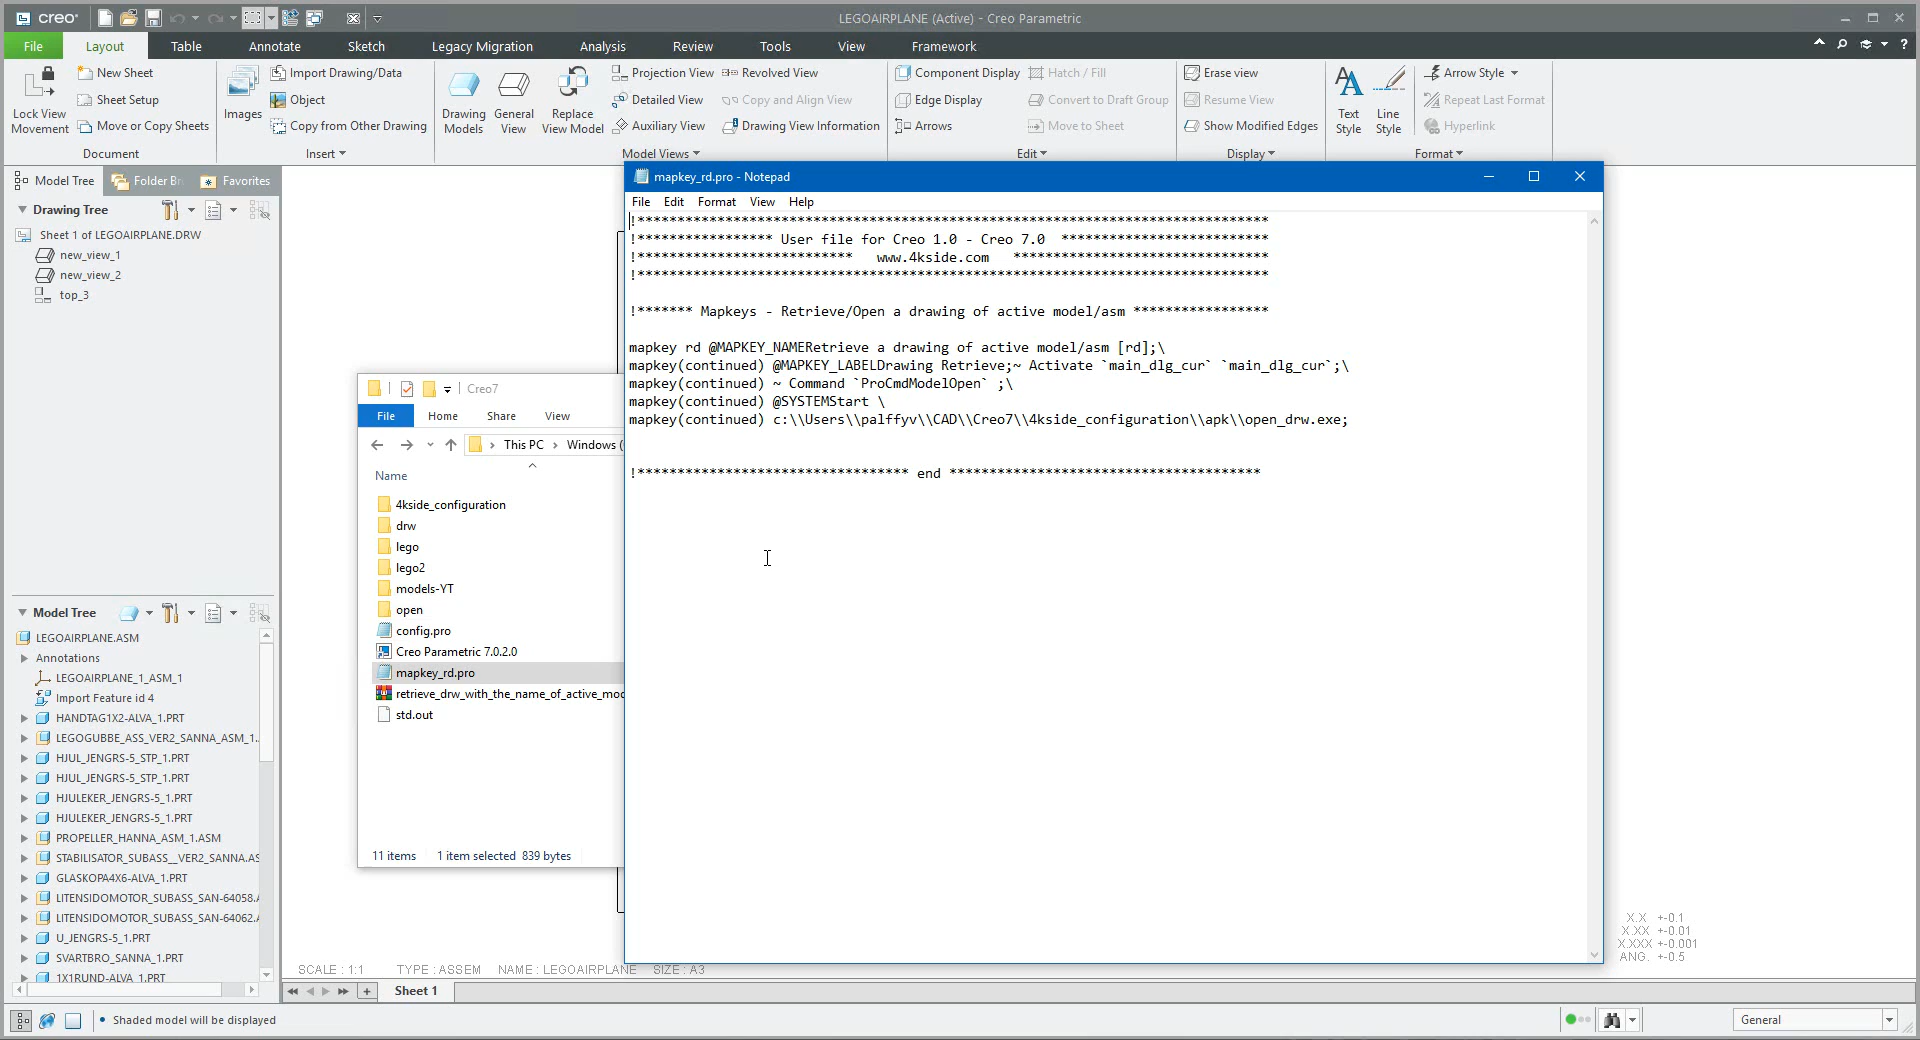 creo
LEGOAIRPLANE (Active) - Creo Parametric
File
Layout
Table
Annotate
Sketch
Legacy Migration
Analysis
Review
Tools
View
Framework
Lock View Movement
New Sheet
Sheet Setup
Move or Copy Sheets
Document
Images
Import Drawing/Data
Object
Copy from Other Drawing
Insert
Drawing Models
General View
Replace View Model
Projection View
Detailed View
Auxiliary View
Revolved View
Copy and Align View
Drawing View Information
Model Views
Component Display
Edge Display
Arrows
Hatch / Fill
Convert to Draft Group
Move to Sheet
Edit
Erase view
Resume View
Show Modified Edges
Display
Text Style
Line Style
Arrow Style
Repeat Last Format
Hyperlink
Format
Model Tree
Folder Br
Favorites
Drawing Tree
Sheet 1 of LEGOAIRPLANE.DRW
new_view_1
new_view_2
top_3
Model Tree
LEGOAIRPLANE.ASM
Annotations
LEGOAIRPLANE_1_ASM_1
Import Feature id 4
HANDTAG1X2-ALVA_1.PRT
LEGOGUBBE_ASS_VER2_SANNA_ASM_1.
HJUL_JENGRS-5_STP_1.PRT
HJUL_JENGRS-5_STP_1.PRT
HJULEKER_JENGRS-5_1.PRT
HJULEKER_JENGRS-5_1.PRT
PROPELLER_HANNA_ASM_1.ASM
STABILISATOR_SUBASS__VER2_SANNA.AS
GLASKOPA4X6-ALVA_1.PRT
LITENSIDOMOTOR_SUBASS_SAN-64058.A
LITENSIDOMOTOR_SUBASS_SAN-64062.A
U_JENGRS-5_1.PRT
SVARTBRO_SANNA_1.PRT
1X1RUND-ALVA_1.PRT
Creo7
File
Home
Share
View
This PC
Windows (
Name
4kside_configuration
drw
lego
lego2
models-YT
open
config.pro
Creo Parametric 7.0.2.0
mapkey_rd.pro
retrieve_drw_with_the_name_of_active_mod
std.out
11 items
1 item selected 839 bytes
mapkey_rd.pro - Notepad
File Edit Format View Help
!*******************************************************************************
!***************** User file for Creo 1.0 - Creo 7.0 **************************
!*************************** www.4kside.com ********************************
!*******************************************************************************
!******* Mapkeys - Retrieve/Open a drawing of active model/asm *****************
mapkey rd @MAPKEY_NAMERetrieve a drawing of active model/asm [rd];\
mapkey(continued) @MAPKEY_LABELDrawing Retrieve;~ Activate `main_dlg_cur` `main_dlg_cur`;\
mapkey(continued) ~ Command `ProCmdModelOpen` ;\
mapkey(continued) @SYSTEMStart \
mapkey(continued) c:\\Users\\palffyv\\CAD\\Creo7\\4kside_configuration\\apk\\open_drw.exe;
!********************************** end ***************************************
X.X +-0.1
X.XX +-0.01
X.XXX +-0.001
ANG. +-0.5
SCALE : 1:1 TYPE : ASSEM NAME : LEGOAIRPLANE SIZE : A3
Sheet 1
Shaded model will be displayed
General